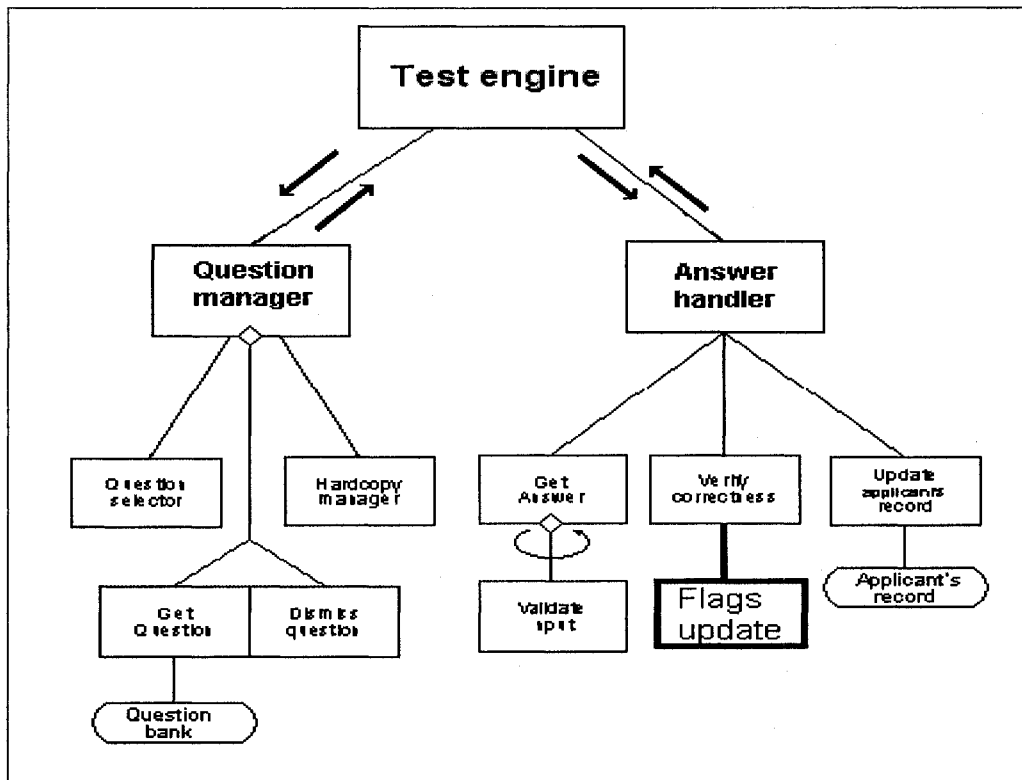 Test engine
Question
manager
Answer
handler
Question
selector
Hardcopy
manager
Get
Answer
Verify
correctness
Update
applicant's
record
Get
Question
Dismiss
question
Validate
input
Flags
update
Applicant's
record
Question
bank